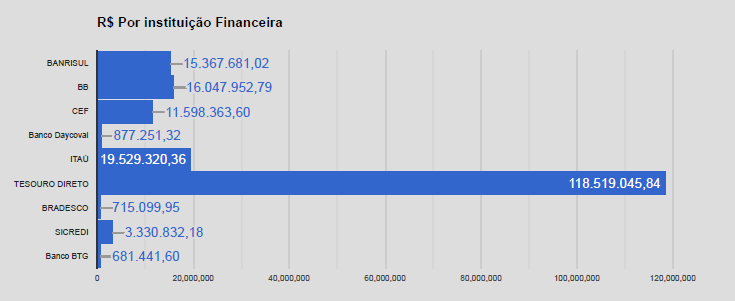 R$ Por instituição Financeira
BANRISUL 15.367.681,02
BB 16.047.952,79
CEF 11.598.363,60
Banco Daycoval 877.251,32
ITAÚ 19.529.320,36
TESOURO DIRETO 118.519.045,84
BRADESCO 715.099,95
SICREDI 3.330.832,18
Banco BTG 681.441,60
0 20,000,000 40,000,000 60,000,000 80,000,000 100,000,000 120,000,000